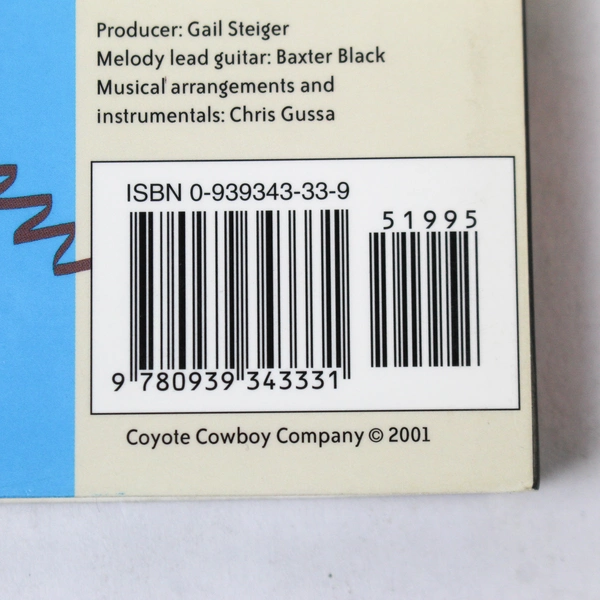 Producer: Gail Steiger
Melody lead guitar: Baxter Black
Musical arrangements and
instrumentals: Chris Gussa
ISBN 0-939343-33-9
51995
9 780939 343331
Coyote Cowboy Company © 2001